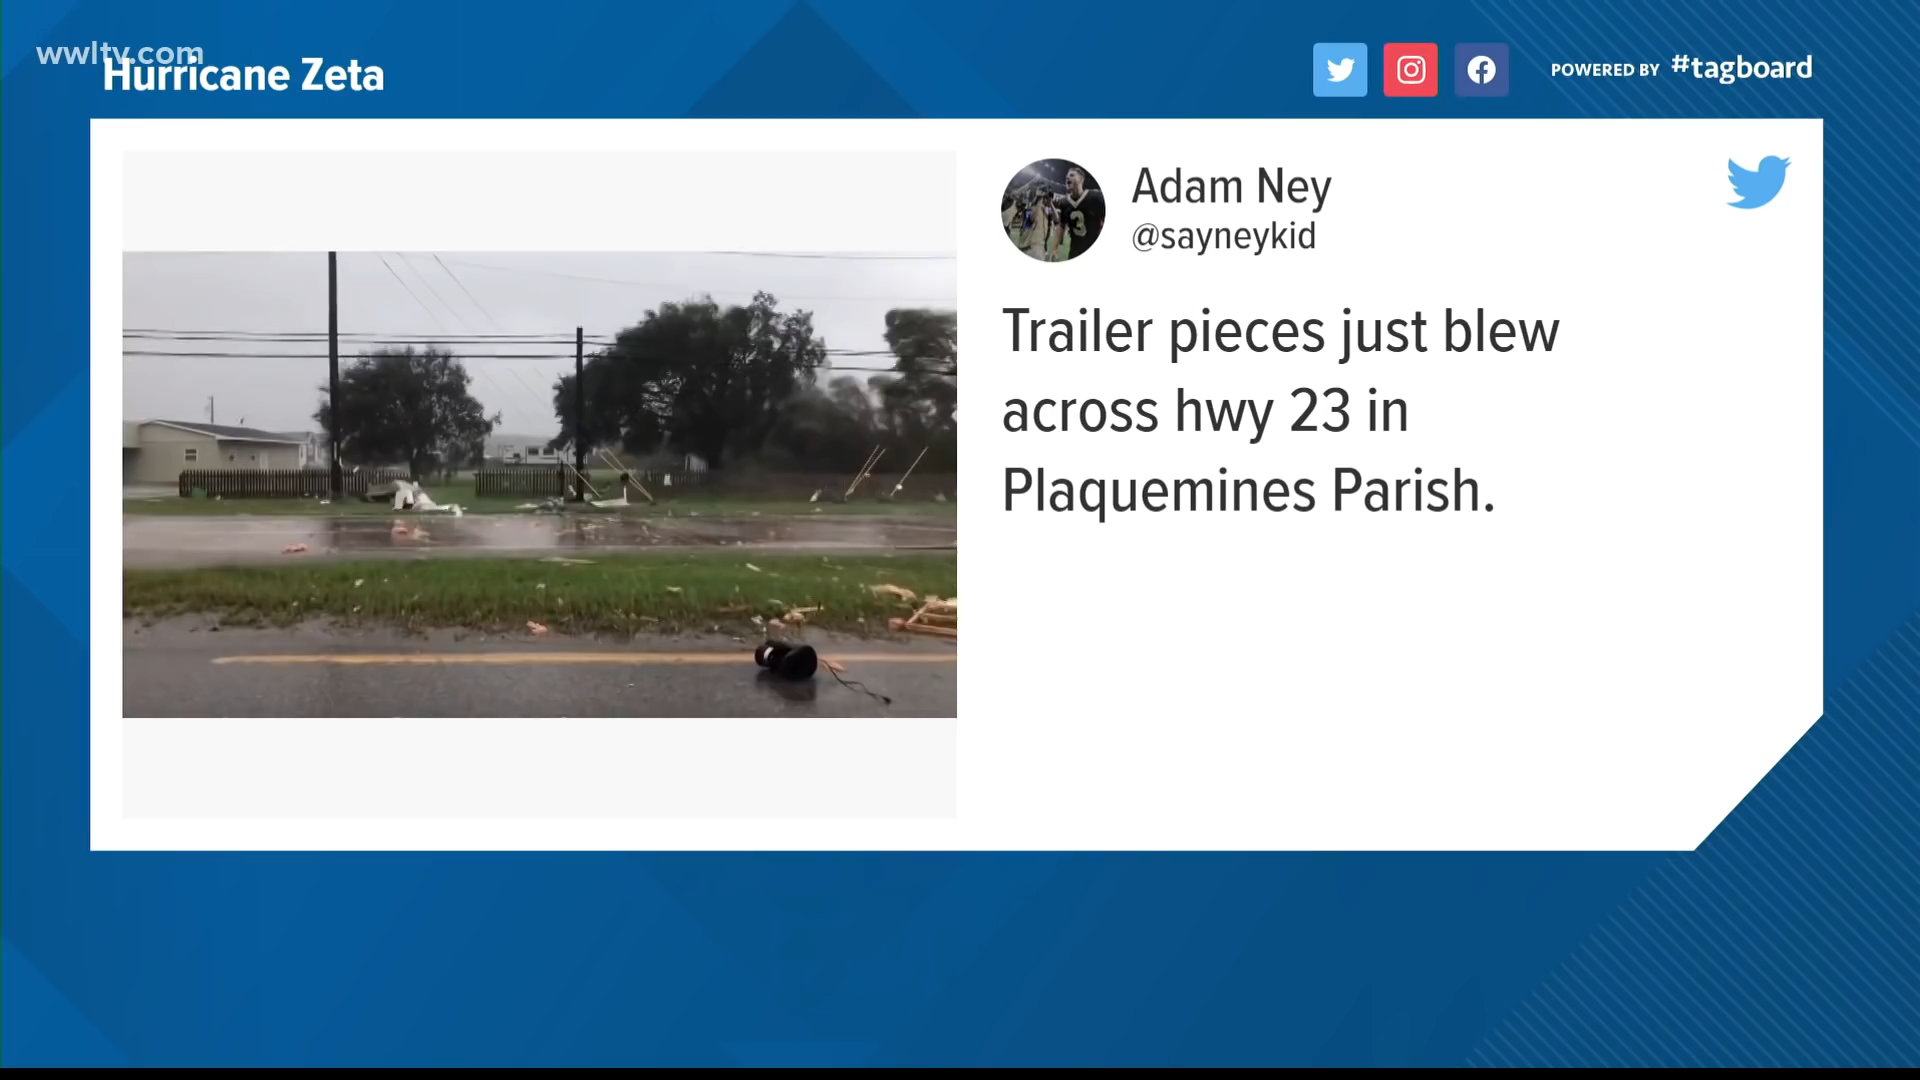 wwltv.com
Hurricane Zeta
POWERED BY #tagboard
Adam Ney
@sayneykid
3
Trailer pieces just blew
across hwy 23 in
Plaquemines Parish.